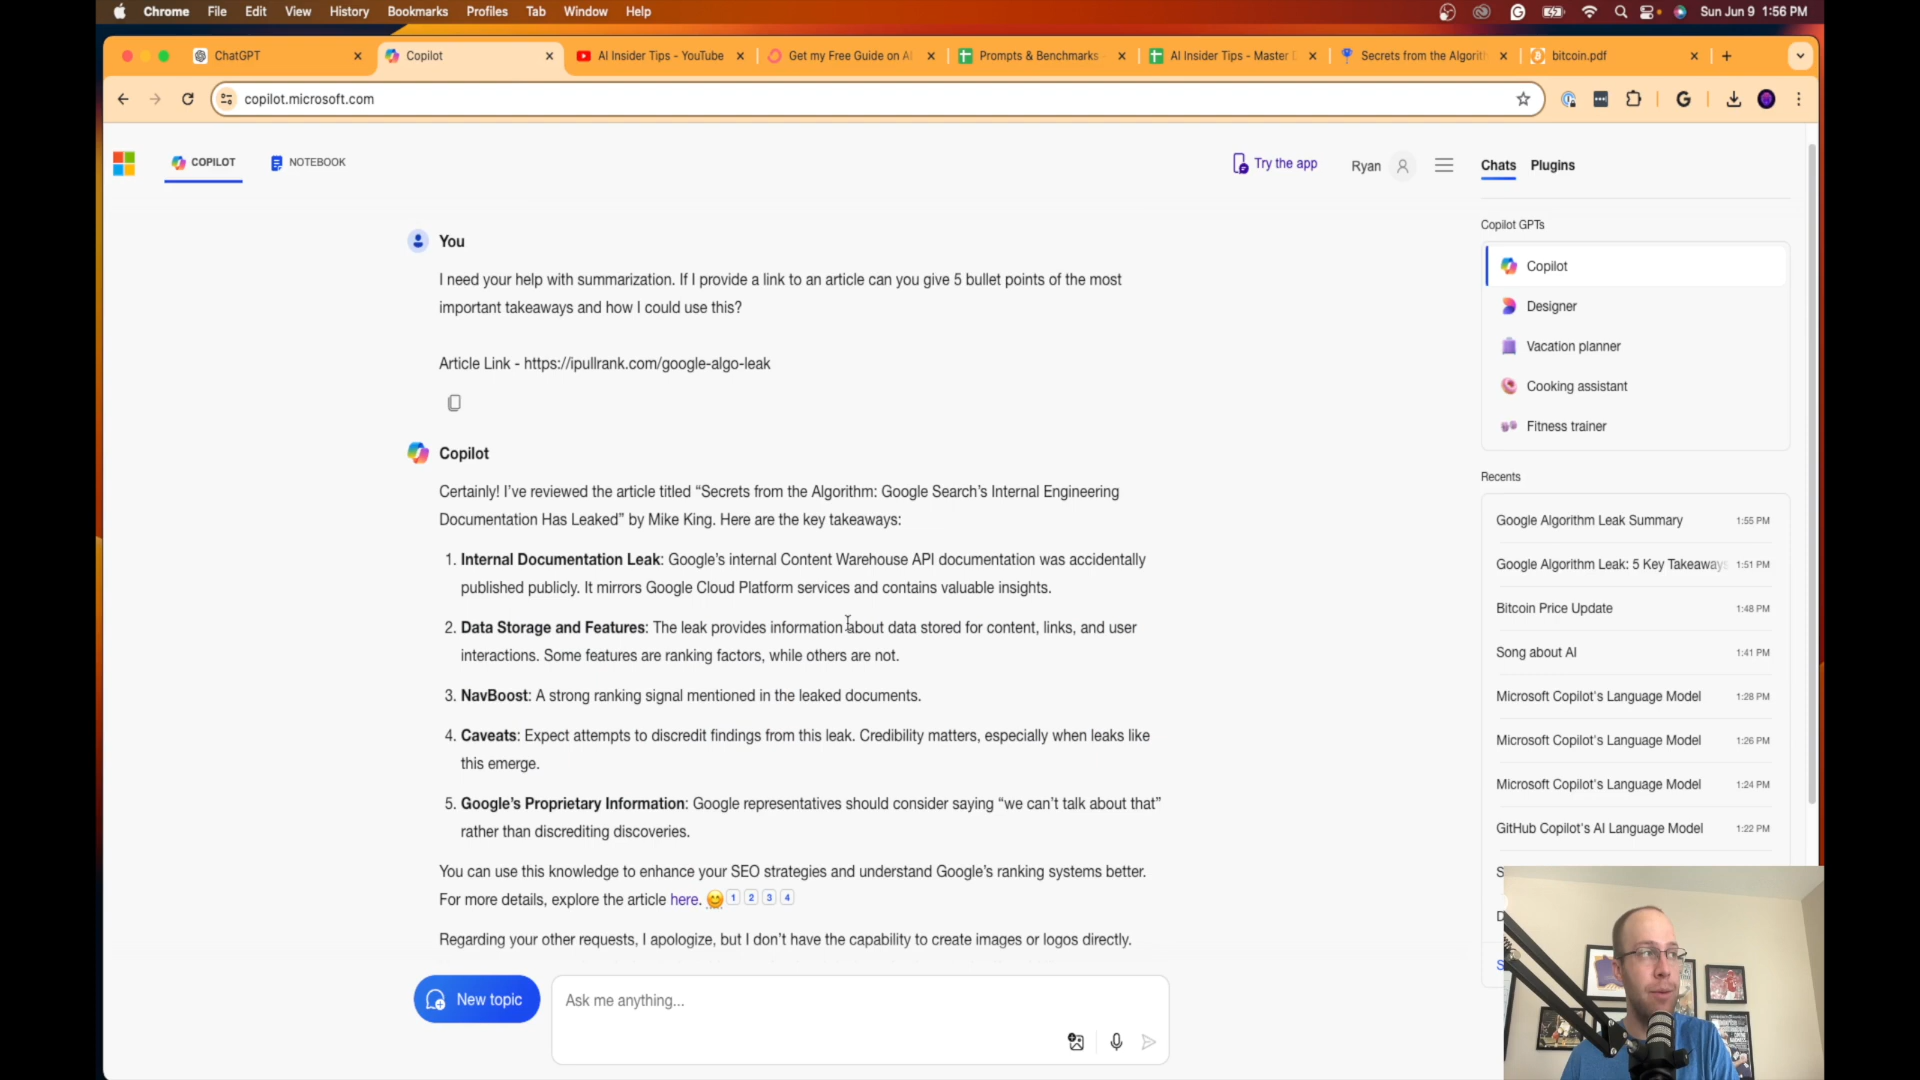 Chrome File Edit View History Bookmarks Profiles Tab Window Help
Sun Jun 9 1:56 PM
ChatGPT
Copilot
AI Insider Tips - YouTube
Get my Free Guide on AI
Prompts & Benchmarks
AI Insider Tips - Master
Secrets from the Algorith
bitcoin.pdf
copilot.microsoft.com
COPILOT
NOTEBOOK
Try the app
Ryan
Chats
Plugins
You
I need your help with summarization. If I provide a link to an article can you give 5 bullet points of the most
important takeaways and how I could use this?
Article Link - https://ipullrank.com/google-algo-leak
Copilot
Certainly! I've reviewed the article titled “Secrets from the Algorithm: Google Search's Internal Engineering
Documentation Has Leaked” by Mike King. Here are the key takeaways:
1. Internal Documentation Leak: Google's internal Content Warehouse API documentation was accidentally
published publicly. It mirrors Google Cloud Platform services and contains valuable insights.
2. Data Storage and Features: The leak provides information about data stored for content, links, and user
interactions. Some features are ranking factors, while others are not.
3. NavBoost: A strong ranking signal mentioned in the leaked documents.
4. Caveats: Expect attempts to discredit findings from this leak. Credibility matters, especially when leaks like
this emerge.
5. Google's Proprietary Information: Google representatives should consider saying “we can't talk about that”
rather than discrediting discoveries.
You can use this knowledge to enhance your SEO strategies and understand Google's ranking systems better.
For more details, explore the article here. 😊 1 2 3 4
Regarding your other requests, I apologize, but I don't have the capability to create images or logos directly.
New topic
Ask me anything...
Copilot GPTs
Copilot
Designer
Vacation planner
Cooking assistant
Fitness trainer
Recents
Google Algorithm Leak Summary 1:55 PM
Google Algorithm Leak: 5 Key Takeaways 1:51 PM
Bitcoin Price Update 1:48 PM
Song about AI 1:41 PM
Microsoft Copilot's Language Model 1:28 PM
Microsoft Copilot's Language Model 1:26 PM
Microsoft Copilot's Language Model 1:24 PM
GitHub Copilot's AI Language Model 1:22 PM